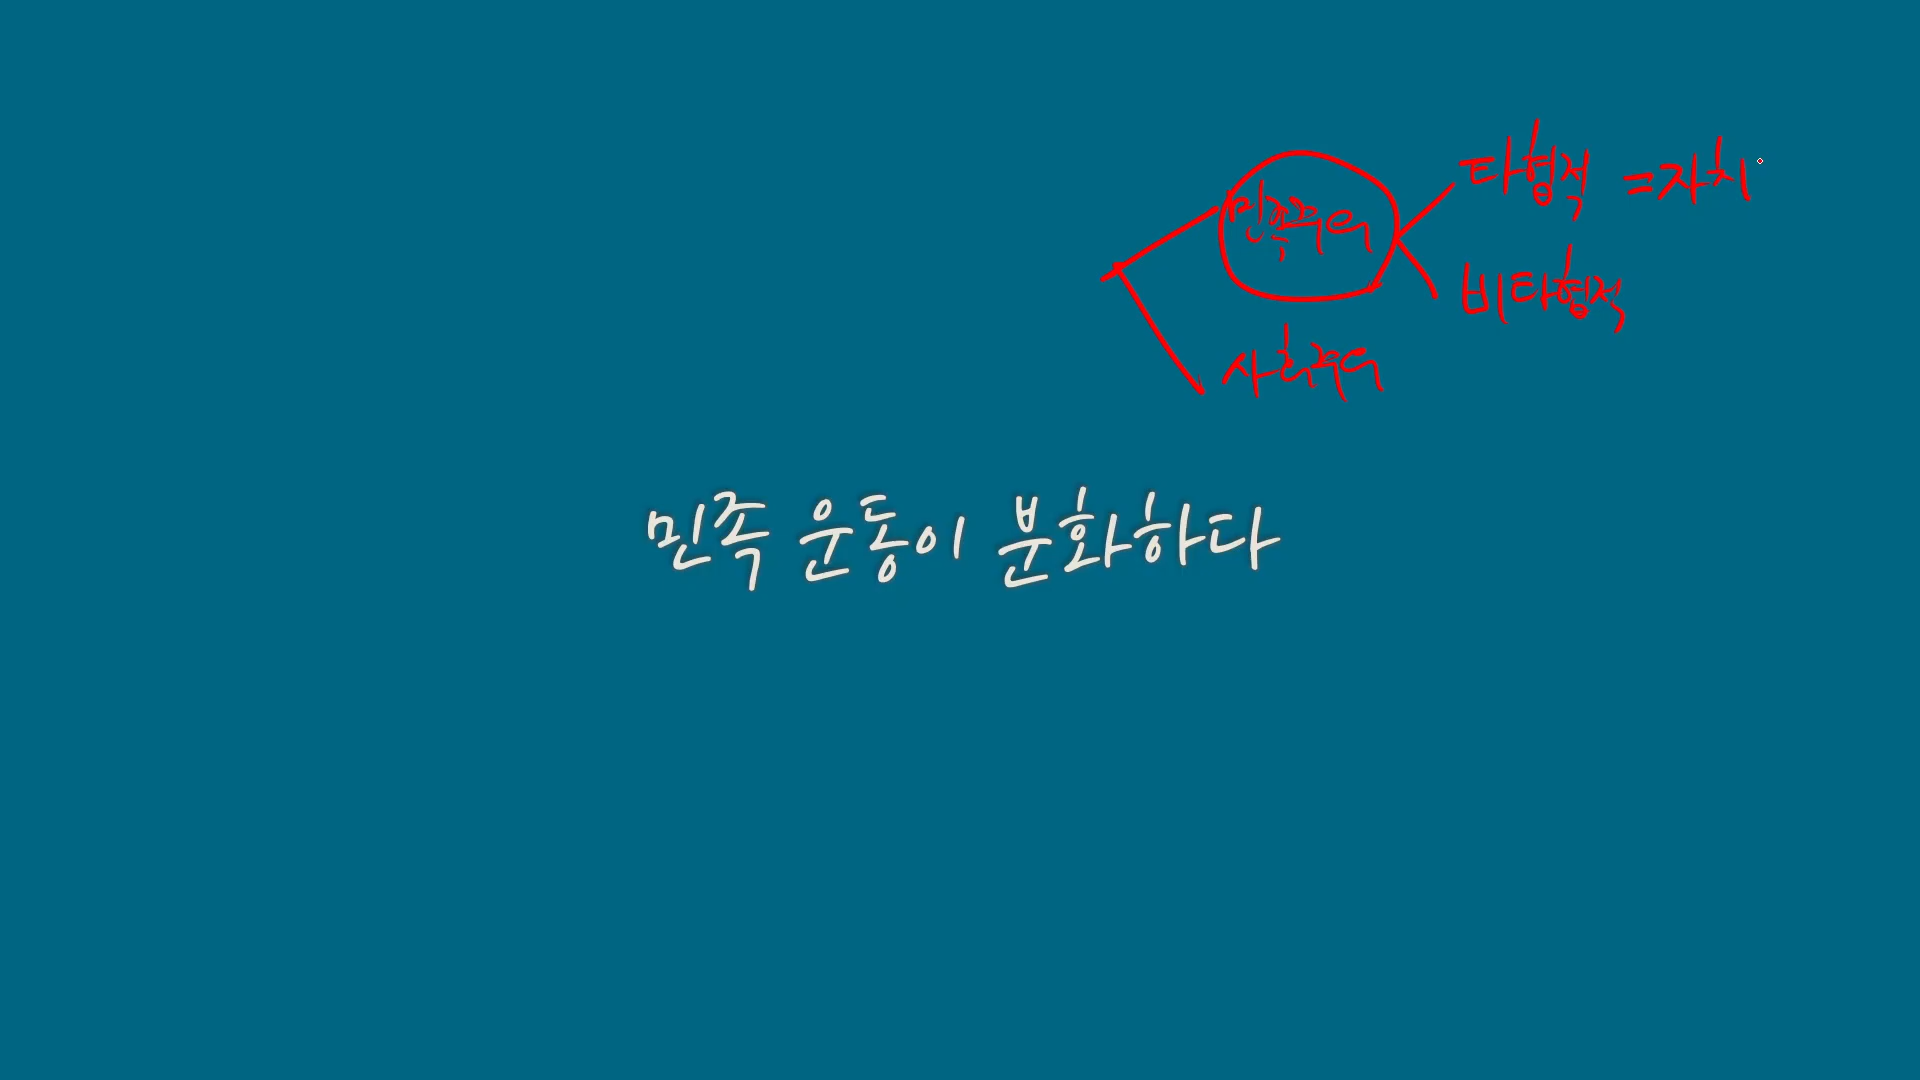 타협적 =자치
민족주의
비타협적
사회주의
민족 운동이 분화하다